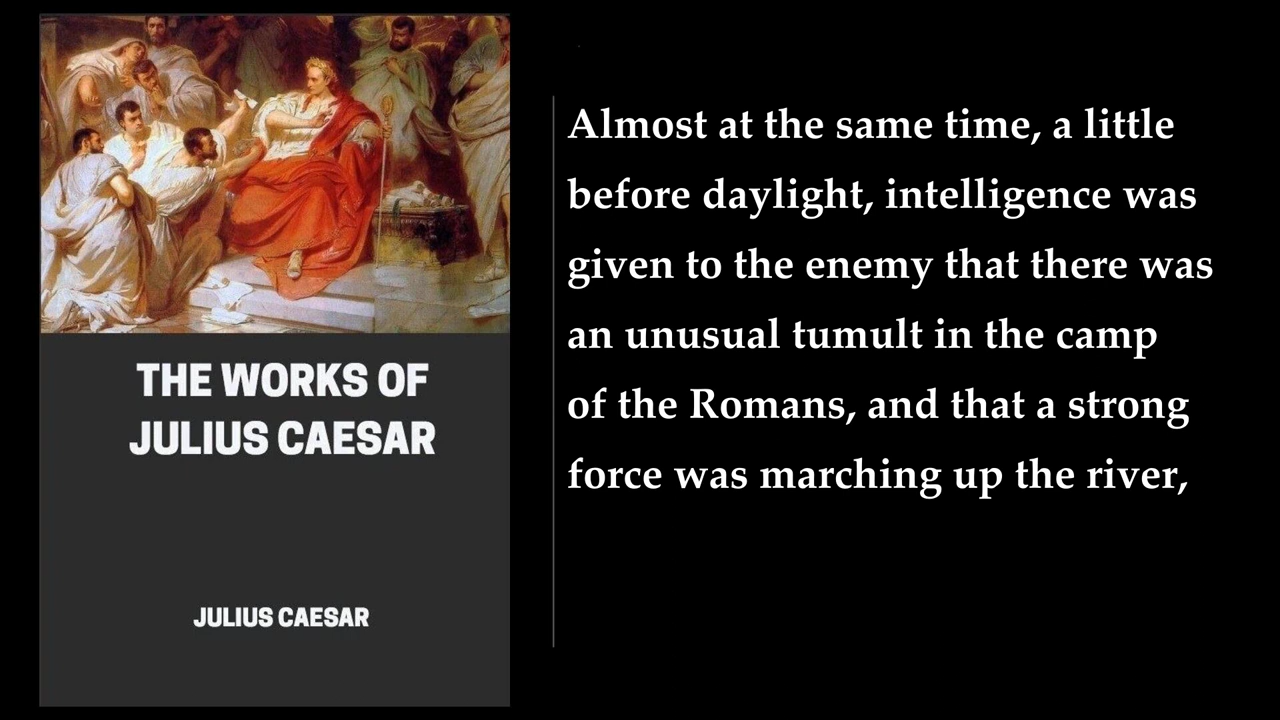 THE WORKS OF
JULIUS CAESAR
JULIUS CAESAR
Almost at the same time, a little
before daylight, intelligence was
given to the enemy that there was
an unusual tumult in the camp
of the Romans, and that a strong
force was marching up the river,